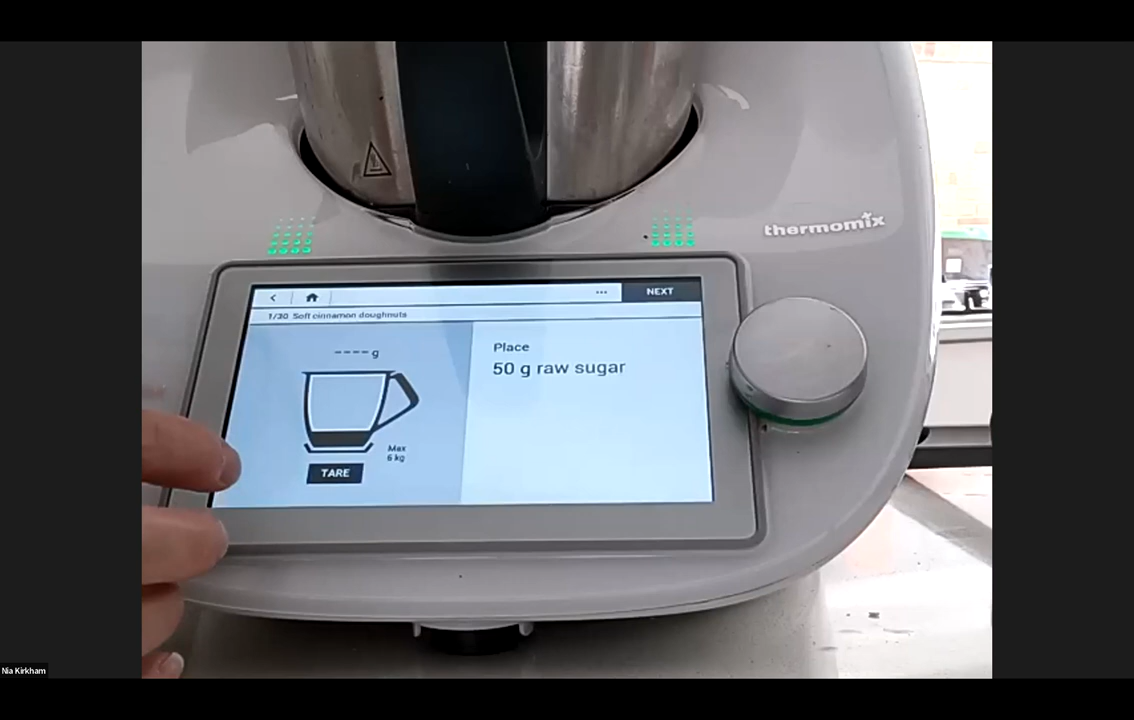 thermomix
NEXT
1/30 Soft cinnamon doughnuts
----g
Place
50 g raw sugar
Max
6 kg
TARE
Nia Kirkham